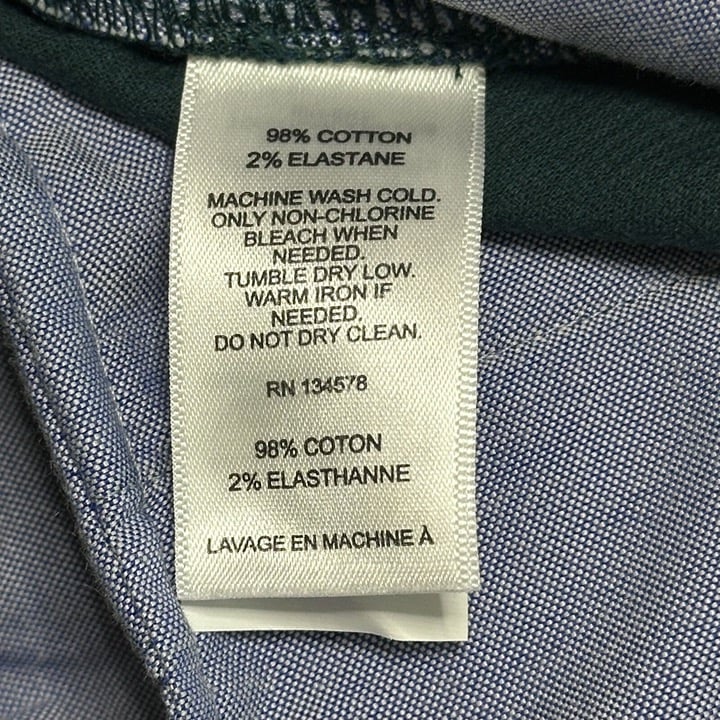 98% COTTON
2% ELASTANE
MACHINE WASH COLD.
ONLY NON-CHLORINE
BLEACH WHEN
NEEDED.
TUMBLE DRY LOW.
WARM IRON IF
NEEDED.
DO NOT DRY CLEAN.
RN 134578
98% COTON
2% ELASTHANNE
LAVAGE EN MACHINE À